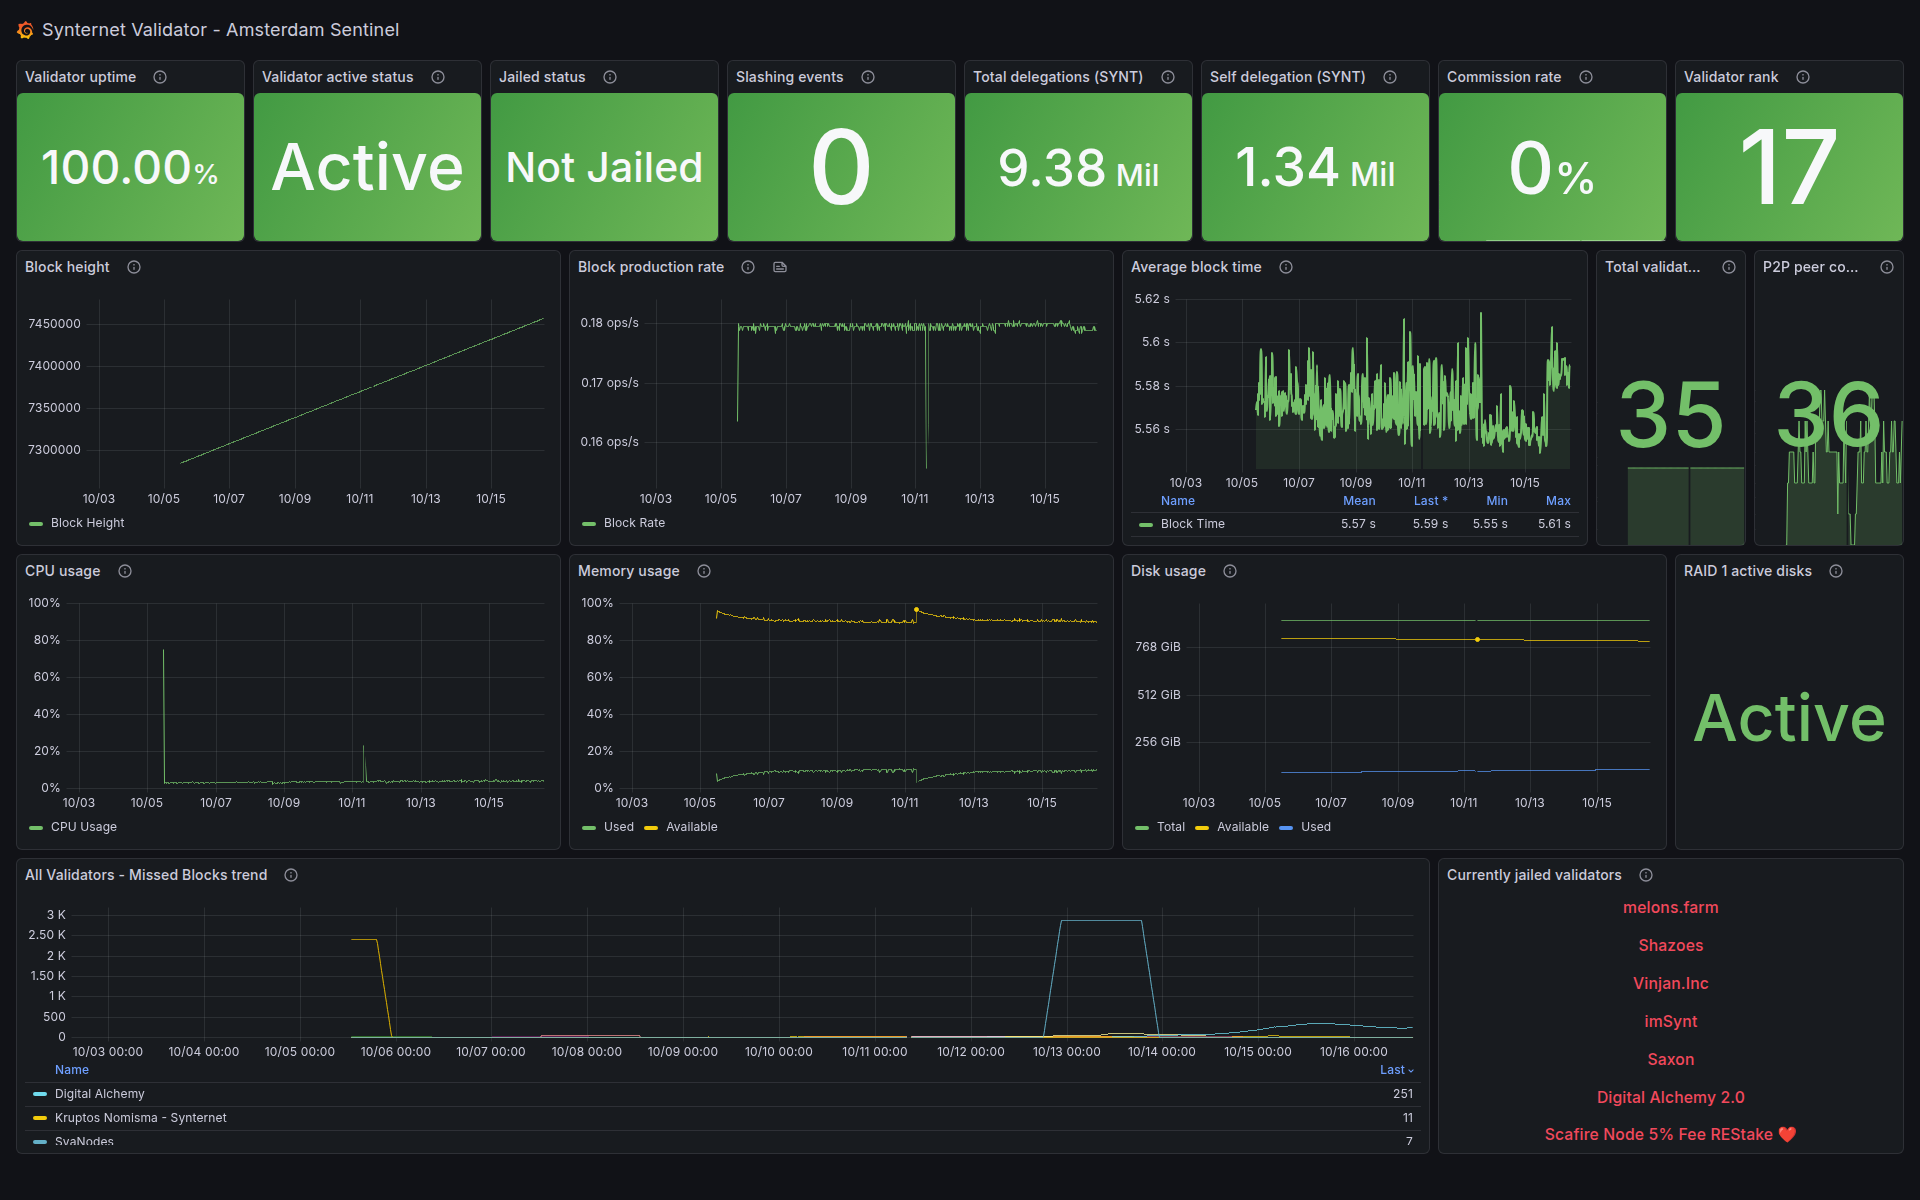 Synternet Validator - Amsterdam Sentinel
Validator uptime
100.00%
Validator active status
Active
Jailed status
Not Jailed
Slashing events
0
Total delegations (SYNT)
9.38 Mil
Self delegation (SYNT)
1.34 Mil
Commission rate
0%
Validator rank
17
Block height
7450000
7400000
7350000
7300000
10/03 10/05 10/07 10/09 10/11 10/13 10/15
Block Height
Block production rate
0.18 ops/s
0.17 ops/s
0.16 ops/s
10/03 10/05 10/07 10/09 10/11 10/13 10/15
Block Rate
Average block time
5.62 s
5.6 s
5.58 s
5.56 s
10/03 10/05 10/07 10/09 10/11 10/13 10/15
Name Mean Last * Min Max
Block Time 5.57 s 5.59 s 5.55 s 5.61 s
Total validat...
35
P2P peer co...
36
CPU usage
100%
80%
60%
40%
20%
0%
10/03 10/05 10/07 10/09 10/11 10/13 10/15
CPU Usage
Memory usage
100%
80%
60%
40%
20%
0%
10/03 10/05 10/07 10/09 10/11 10/13 10/15
Used Available
Disk usage
768 GiB
512 GiB
256 GiB
10/03 10/05 10/07 10/09 10/11 10/13 10/15
Total Available Used
RAID 1 active disks
Active
All Validators - Missed Blocks trend
3 K
2.50 K
2 K
1.50 K
1 K
500
0
10/03 00:00 10/04 00:00 10/05 00:00 10/06 00:00 10/07 00:00 10/08 00:00 10/09 00:00 10/10 00:00 10/11 00:00 10/12 00:00 10/13 00:00 10/14 00:00 10/15 00:00 10/16 00:00
Name Last
Digital Alchemy 251
Kruptos Nomisma - Synternet 11
SvaNodes 7
Currently jailed validators
melons.farm
Shazoes
Vinjan.Inc
imSynt
Saxon
Digital Alchemy 2.0
Scafire Node 5% Fee REStake ❤️